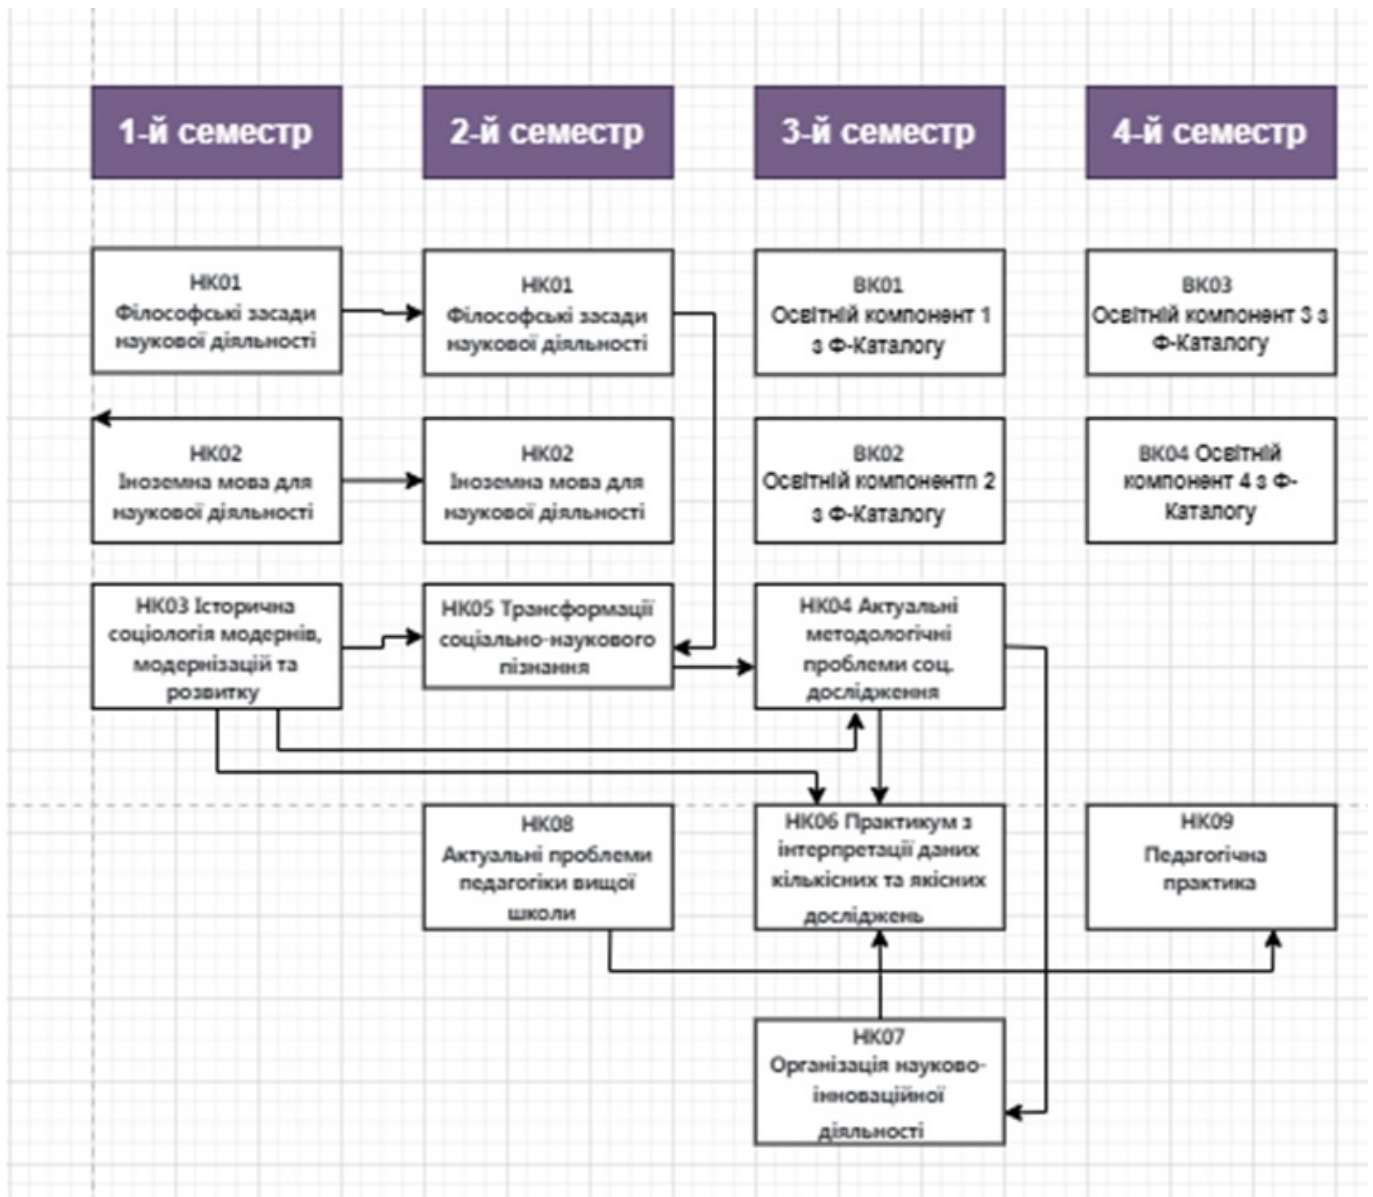 1-й семестр
2-й семестр
3-й семестр
4-й семестр
НК01
Філософські засади
наукової діяльності
НК01
Філософські засади
наукової діяльності
ВК01
Освітній компонент 1
з Ф-Каталогу
ВК03
Освітній компонент 3 з
Ф-Каталогу
НК02
Іноземна мова для
наукової діяльності
НК02
Іноземна мова для
наукової діяльності
ВК02
Освітній компонентп 2
з Ф-Каталогу
ВК04 Освітній
компонент 4 з Ф-
Каталогу
НК03 Історична
соціологія модернів,
модернізацій та
розвитку
НК05 Трансформації
соціально-наукового
пізнання
НК04 Актуальні
методологічні
проблеми соц.
дослідження
НК08
Актуальні проблеми
педагогіки вищої
школи
НК06 Практикум з
інтерпретації даних
кількісних та якісних
досліджень
НК09
Педагогічна
практика
НК07
Організація науково-
інноваційної
діяльності